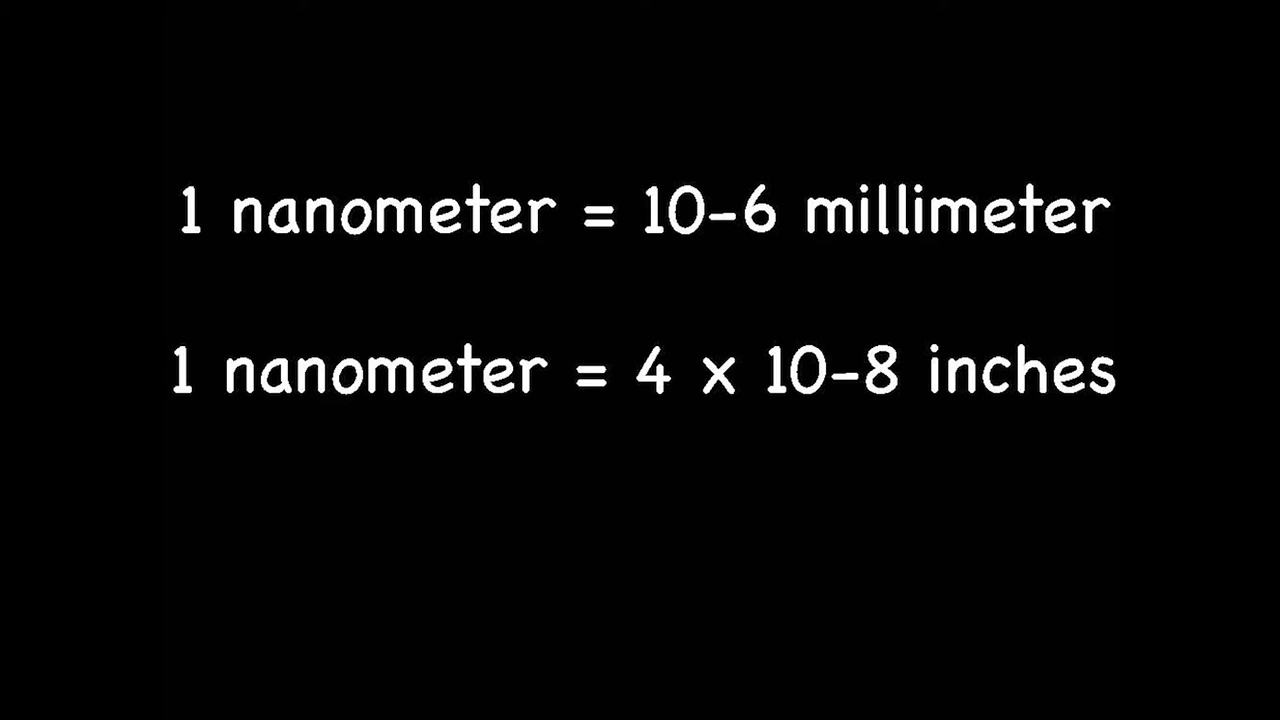 1 nanometer = 10-6 millimeter
1 nanometer = 4 x 10-8 inches